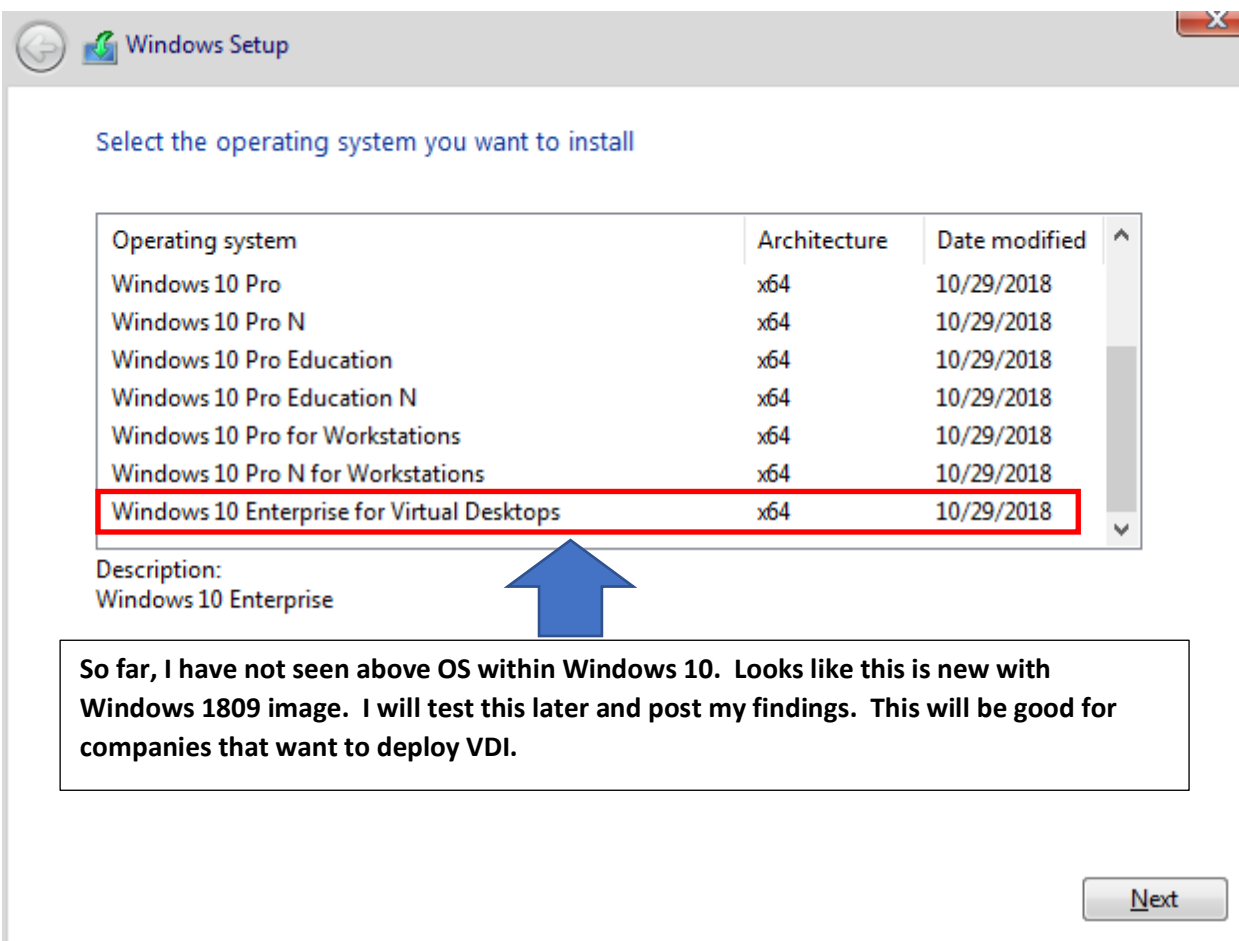 Windows Setup
Select the operating system you want to install
Operating system Architecture Date modified
Windows 10 Pro x64 10/29/2018
Windows 10 Pro N x64 10/29/2018
Windows 10 Pro Education x64 10/29/2018
Windows 10 Pro Education N x64 10/29/2018
Windows 10 Pro for Workstations x64 10/29/2018
Windows 10 Pro N for Workstations x64 10/29/2018
Windows 10 Enterprise for Virtual Desktops x64 10/29/2018
Description:
Windows 10 Enterprise
So far, I have not seen above OS within Windows 10. Looks like this is new with
Windows 1809 image. I will test this later and post my findings. This will be good for
companies that want to deploy VDI.
Next